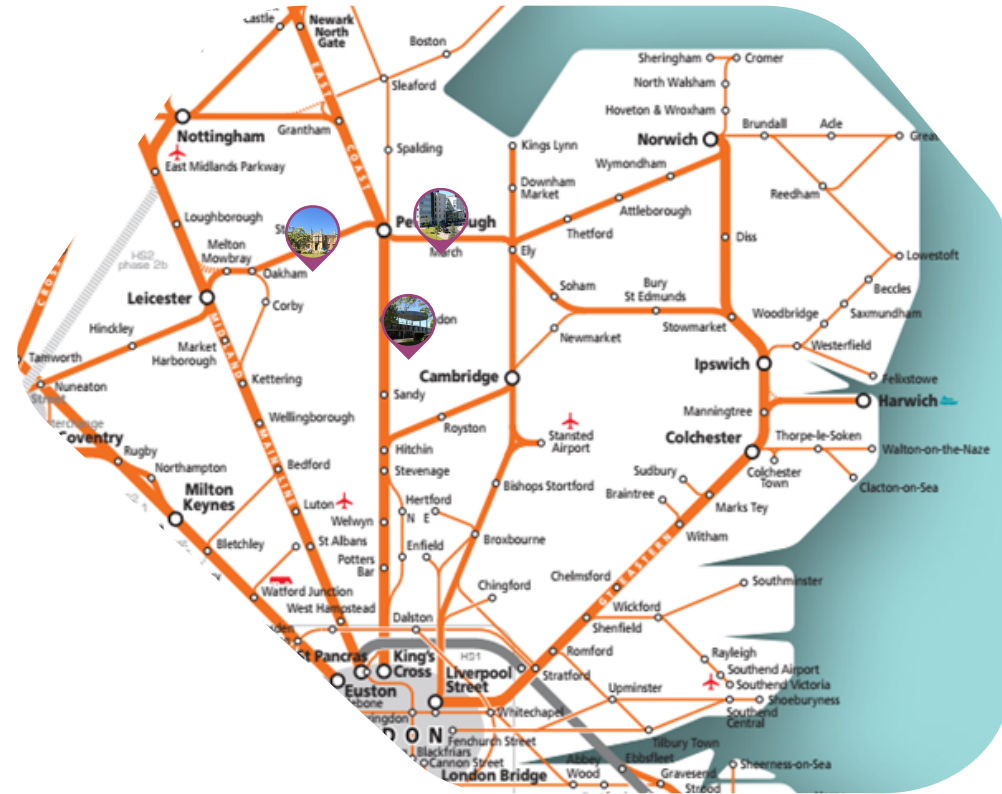 Newark
North
Gate
Boston
Sleaford
Sheringham
Cromer
North Walsham
Hoveton & Wroxham
EAST
COAST
Nottingham
Grantham
Norwich
Brundall
Acle
Spalding
Kings Lynn
East Midlands Parkway
Wymondham
Downham
Market
Reedham
Attleborough
Loughborough
Thetford
Diss
Melton
Mowbray
March
Ely
HS2
phase 2b
Lowestoft
Oakham
Soham
Bury
St Edmunds
Beccles
Leicester
Corby
Saxmundham
Woodbridge
Stowmarket
Hinckley
MIDLAND
Newmarket
Westerfield
Market
Harborough
Tamworth
Ipswich
Cambridge
Kettering
Felixstowe
Nuneaton
Sandy
Harwich
Manningtree
Wellingborough
Royston
Stansted
Airport
Colchester
Thorpe-le-Soken
Rugby
MAIN LINE
Hitchin
Walton-on-the-Naze
Northampton
Bedford
Stevenage
Sudbury
Colchester
Town
Bishops Stortford
Clacton-on-Sea
Milton
Keynes
Braintree
Luton
Hertford
N E
Marks Tey
Welwyn
Witham
Bletchley
St Albans
Enfield
Broxbourne
Potters
Bar
GT EASTERN
Chelmsford
Southminster
Watford Junction
Chingford
West Hampstead
Wickford
Dalston
Shenfield
St Pancras
King's
Cross
HS1
Romford
Rayleigh
Liverpool
Street
Stratford
Southend Airport
Southend Victoria
Euston
Upminster
Shoeburyness
Whitechapel
Southend
Central
Fenchurch Street
Tilbury Town
Blackfriars
Cannon Street
Abbey
Wood
Ebbsfleet
Sheerness-on-Sea
London Bridge
Gravesend
Strood